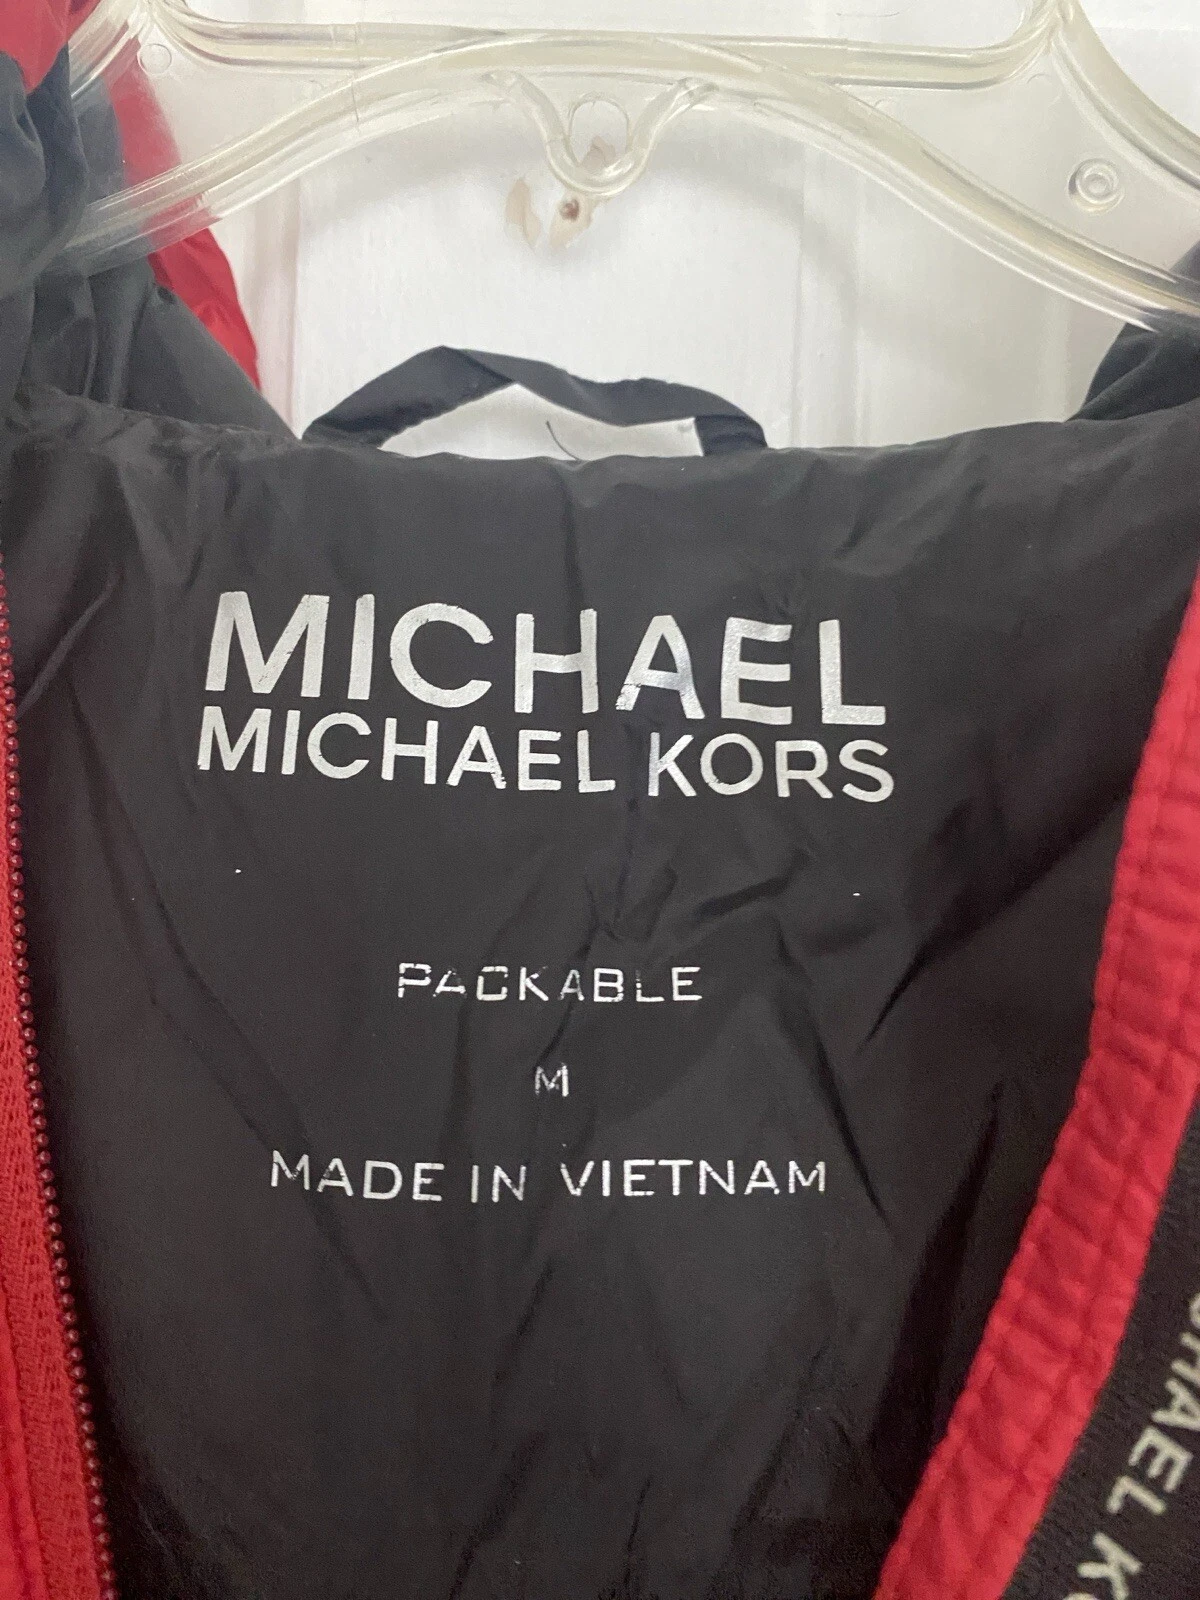 MICHAEL
MICHAEL KORS
PACKABLE
M
MADE IN VIETNAM